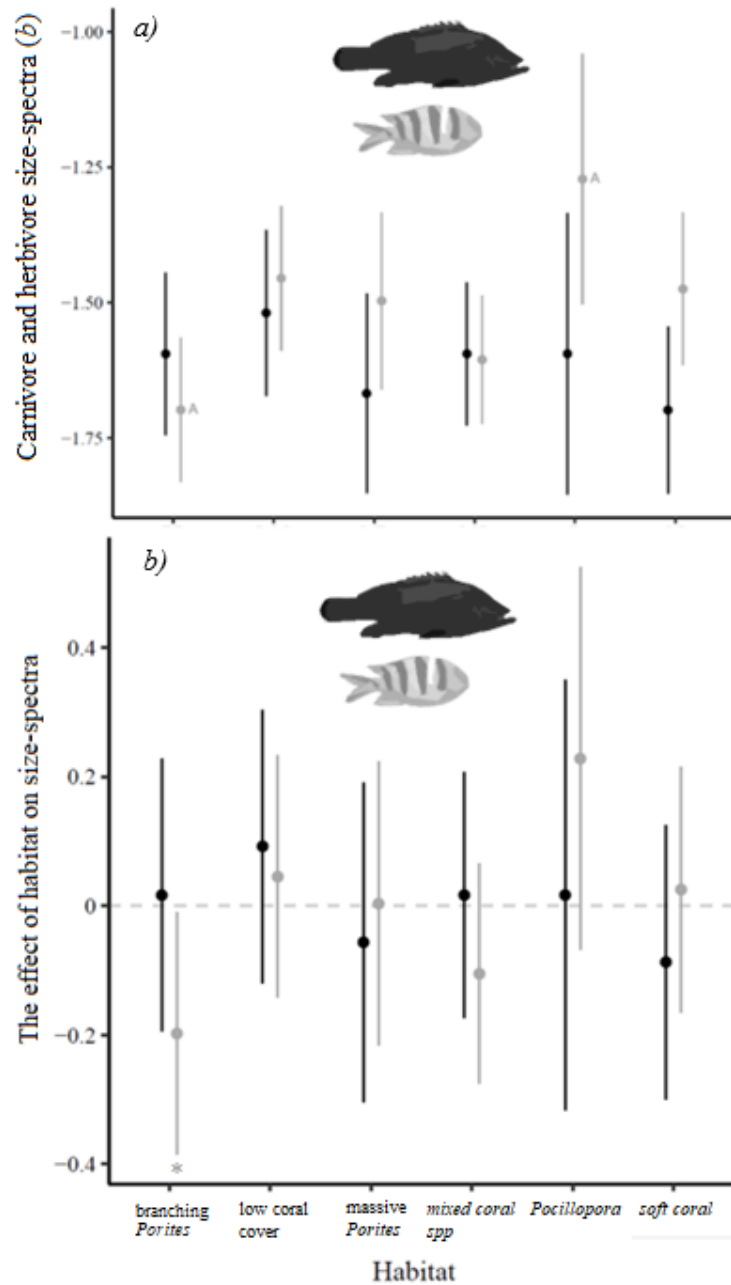 a)
Carnivore and herbivore size-spectra (b)
−1.00
−1.25
−1.50
−1.75
A
A
b)
The effect of habitat on size-spectra
0.4
0.2
0
−0.2
−0.4
*
branching low coral massive mixed coral Pocillopora soft coral
Porites cover Porites spp
Habitat